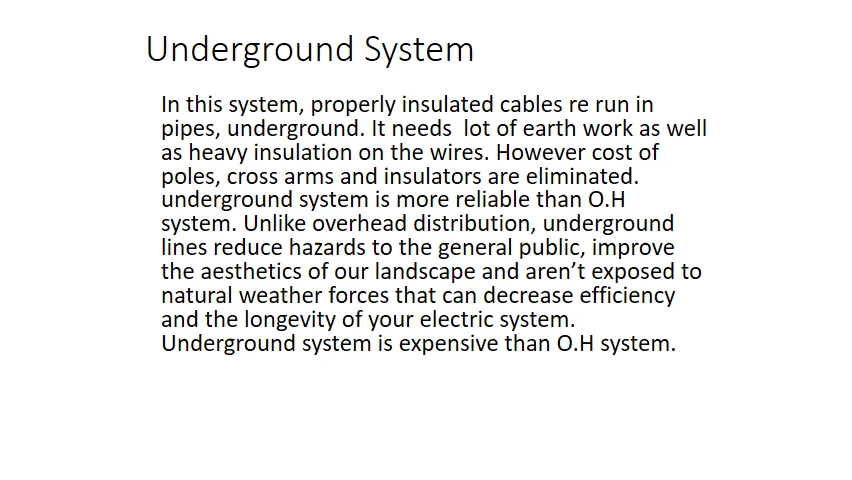 Underground System
In this system, properly insulated cables re run in
pipes, underground. It needs  lot of earth work as well
as heavy insulation on the wires. However cost of
poles, cross arms and insulators are eliminated.
underground system is more reliable than O.H
system. Unlike overhead distribution, underground
lines reduce hazards to the general public, improve
the aesthetics of our landscape and aren’t exposed to
natural weather forces that can decrease efficiency
and the longevity of your electric system.
Underground system is expensive than O.H system.